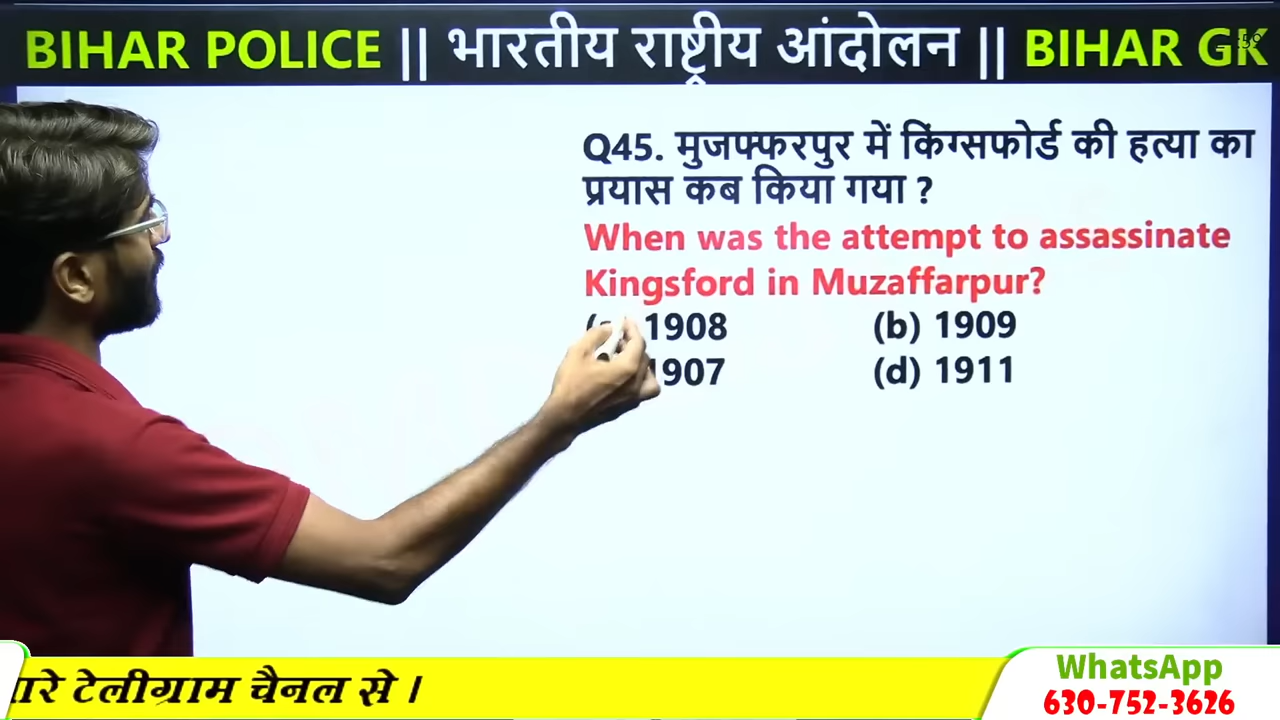 BIHAR POLICE || भारतीय राष्ट्रीय आंदोलन || BIHAR GK
Q45. मुजफ्फरपुर में किंग्सफोर्ड की हत्या का
प्रयास कब किया गया ?
When was the attempt to assassinate
Kingsford in Muzaffarpur?
1908 (b) 1909
1907 (d) 1911
टेलीग्राम चैनल से ।
WhatsApp
630-752-3626